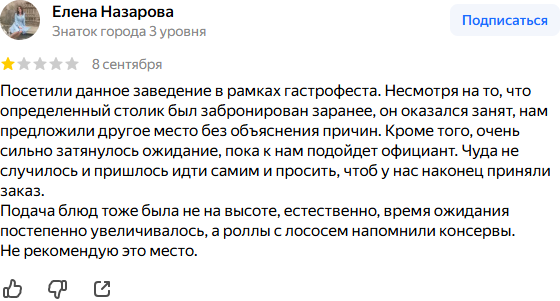 Елена Назарова
Подписаться
Знаток города 3 уровня
8 сентября
Посетили данное заведение в рамках гастрофеста. Несмотря на то, что
определенный столик был забронирован заранее, он оказался занят, нам
предложили другое место без объяснения причин. Кроме того, очень
сильно затянулось ожидание, пока к нам подойдет официант. Чуда не
случилось и пришлось идти самим и просить, чтоб у нас наконец приняли
заказ.
Подача блюд тоже была не на высоте, естественно, время ожидания
постепенно увеличивалось, а роллы с лососем напомнили консервы.
Не рекомендую это место.